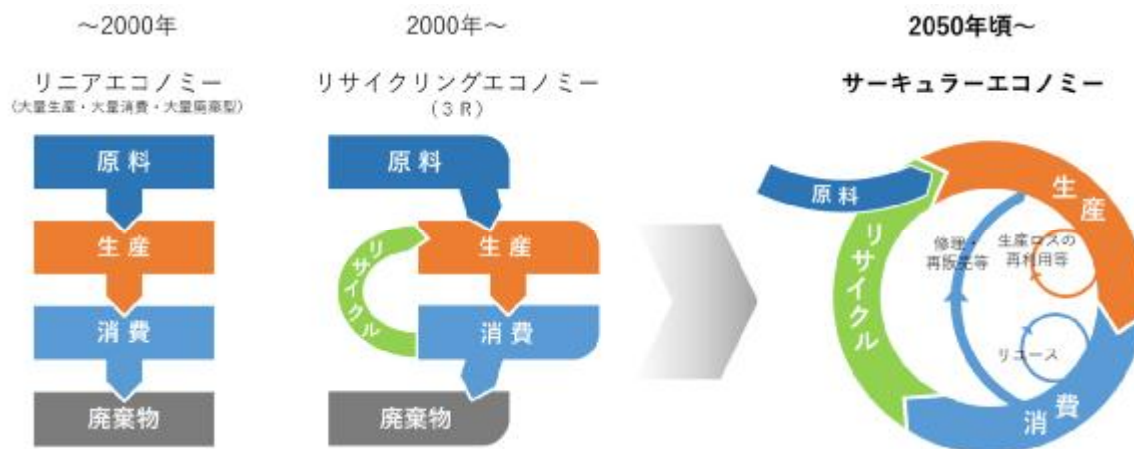 ～2000年
リニアエコノミー
（大量生産・大量消費・大量廃棄型）
原料
生産
消費
廃棄物
2000年～
リサイクリングエコノミー
（３Ｒ）
原料
生産
リサイクル
消費
廃棄物
2050年頃～
サーキュラーエコノミー
原料
生産
リサイクル
修理・
再販売等
生産ロスの
再利用等
リユース
消費